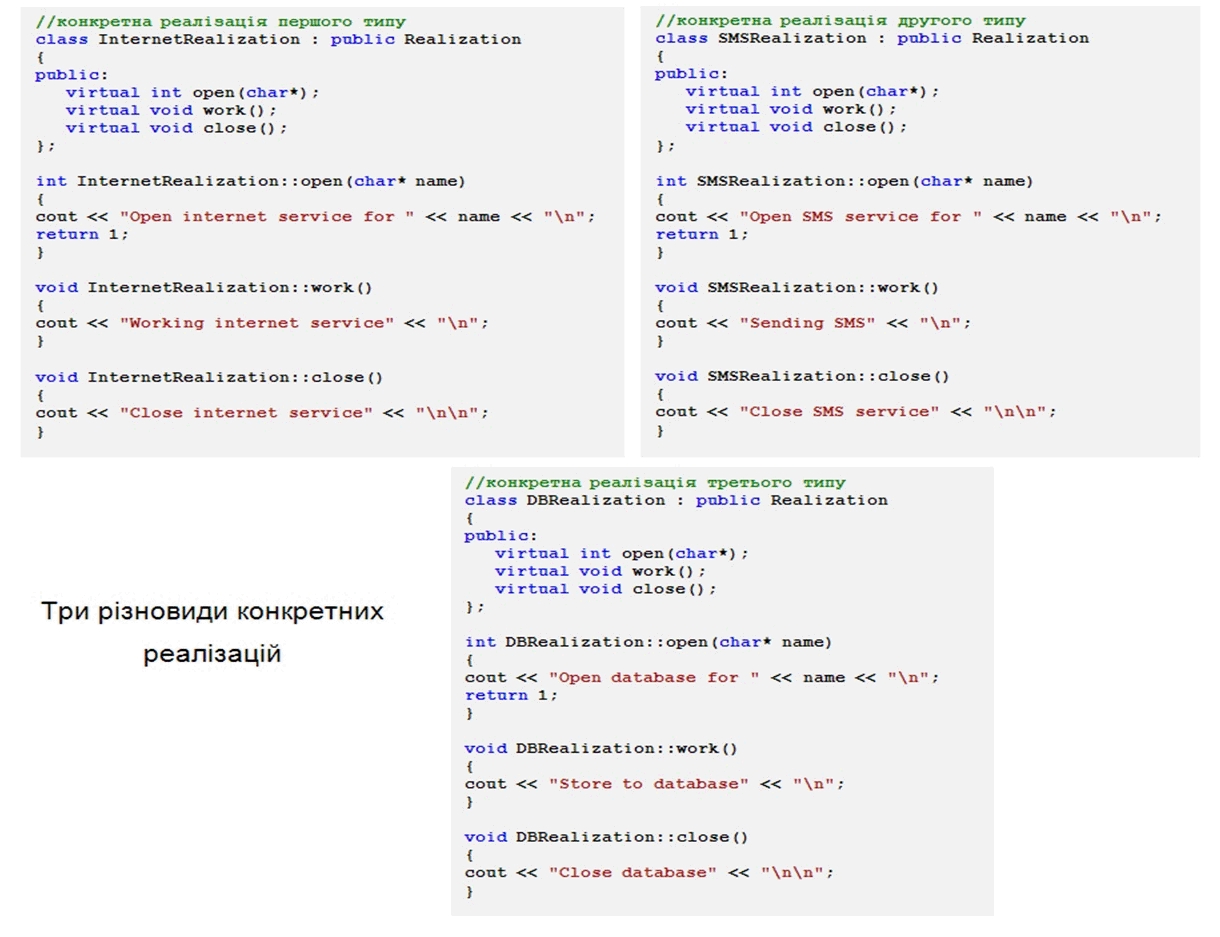 //конкретна реалізація першого типу
class InternetRealization : public Realization
{
public:
virtual int open(char*);
virtual void work();
virtual void close();
};
int InternetRealization::open(char* name)
{
cout << "Open internet service for " << name << "\n";
return 1;
}
void InternetRealization::work()
{
cout << "Working internet service" << "\n";
}
void InternetRealization::close()
{
cout << "Close internet service" << "\n\n";
}
//конкретна реалізація другого типу
class SMSRealization : public Realization
{
public:
virtual int open(char*);
virtual void work();
virtual void close();
};
int SMSRealization::open(char* name)
{
cout << "Open SMS service for " << name << "\n";
return 1;
}
void SMSRealization::work()
{
cout << "Sending SMS" << "\n";
}
void SMSRealization::close()
{
cout << "Close SMS service" << "\n\n";
}
Три різновиди конкретних
реалізацій
//конкретна реалізація третього типу
class DBRealization : public Realization
{
public:
virtual int open(char*);
virtual void work();
virtual void close();
};
int DBRealization::open(char* name)
{
cout << "Open database for " << name << "\n";
return 1;
}
void DBRealization::work()
{
cout << "Store to database" << "\n";
}
void DBRealization::close()
{
cout << "Close database" << "\n\n";
}